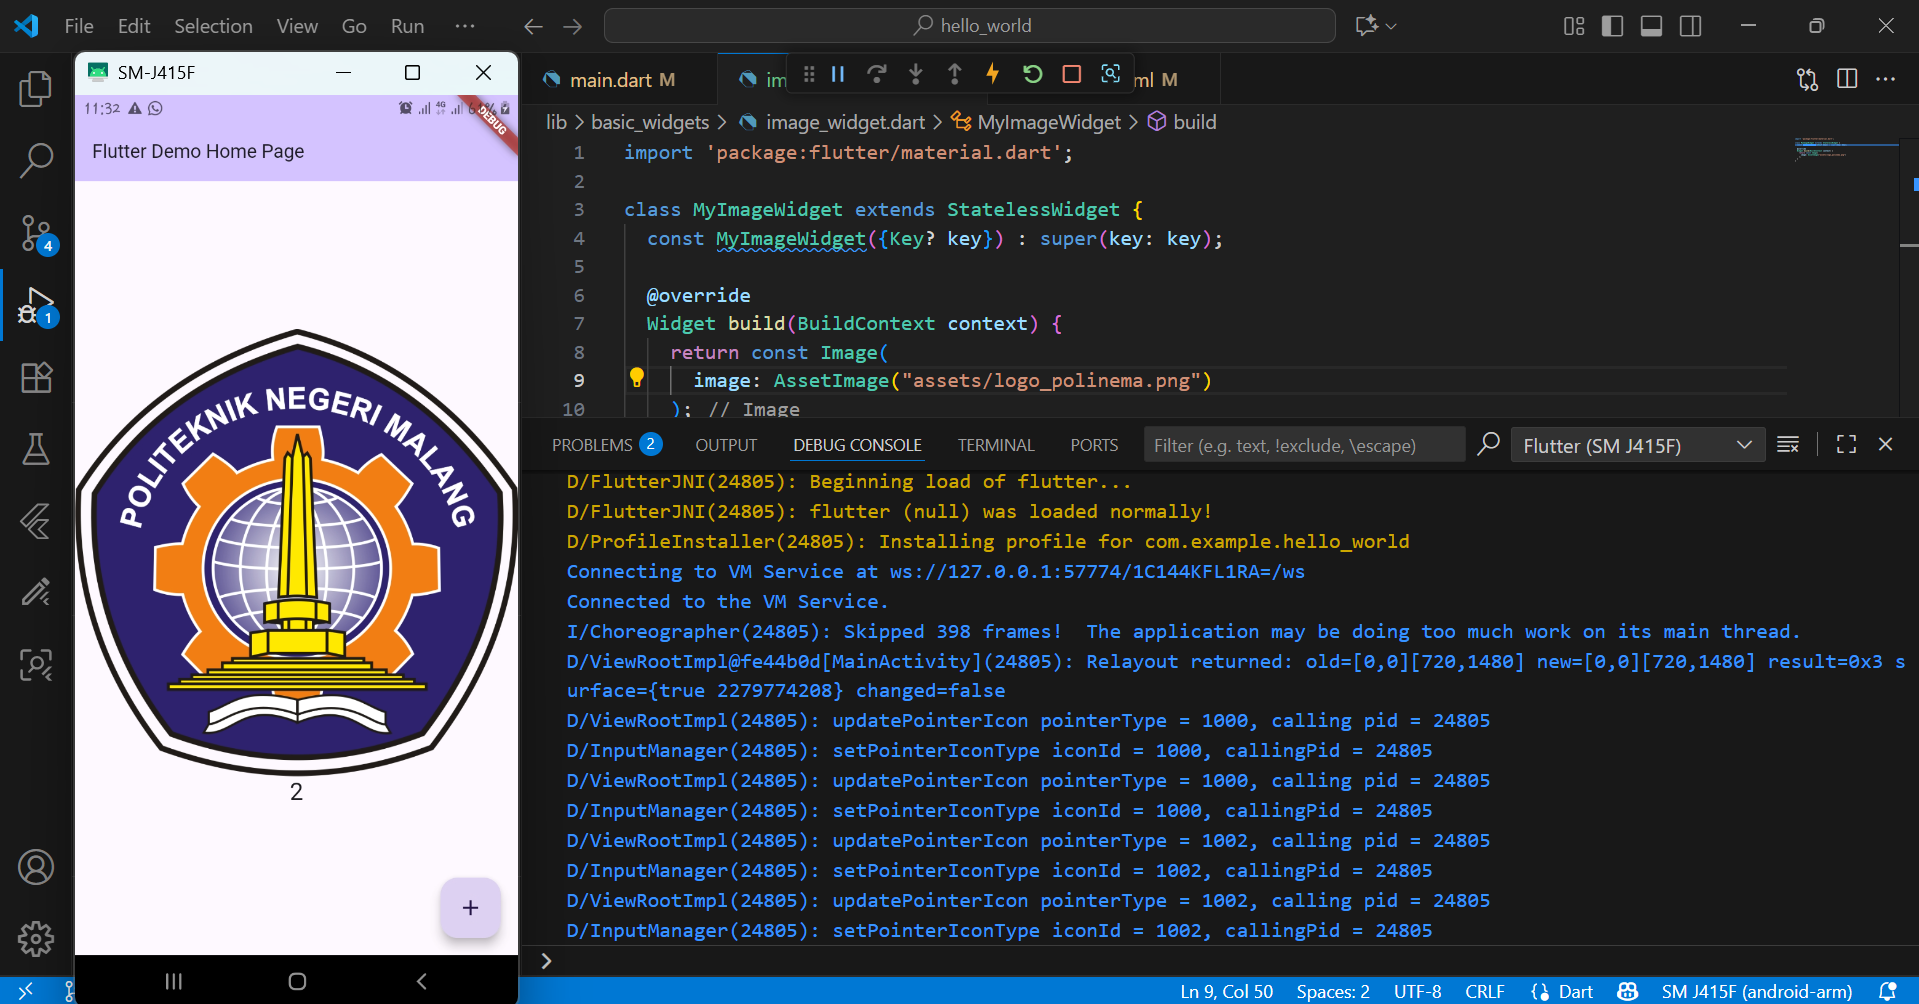 File Edit Selection View Go Run ···
hello_world
SM-J415F
11:32
4G 64%
DEBUG
Flutter Demo Home Page
POLITEKNIK NEGERI MALANG
2
+
4
1
main.dart M
im
ml M
lib > basic_widgets > image_widget.dart > MyImageWidget > build
1 import 'package:flutter/material.dart';
2
3 class MyImageWidget extends StatelessWidget {
4 const MyImageWidget({Key? key}) : super(key: key);
5
6 @override
7 Widget build(BuildContext context) {
8 return const Image(
9 image: AssetImage("assets/logo_polinema.png")
10 ); // Image
PROBLEMS 2 OUTPUT DEBUG CONSOLE TERMINAL PORTS Filter (e.g. text, !exclude, \escape) Flutter (SM J415F)
D/FlutterJNI(24805): Beginning load of flutter...
D/FlutterJNI(24805): flutter (null) was loaded normally!
D/ProfileInstaller(24805): Installing profile for com.example.hello_world
Connecting to VM Service at ws://127.0.0.1:57774/1C144KFL1RA=/ws
Connected to the VM Service.
I/Choreographer(24805): Skipped 398 frames!  The application may be doing too much work on its main thread.
D/ViewRootImpl@fe44b0d[MainActivity](24805): Relayout returned: old=[0,0][720,1480] new=[0,0][720,1480] result=0x3 s
urface={true 2279774208} changed=false
D/ViewRootImpl(24805): updatePointerIcon pointerType = 1000, calling pid = 24805
D/InputManager(24805): setPointerIconType iconId = 1000, callingPid = 24805
D/ViewRootImpl(24805): updatePointerIcon pointerType = 1000, calling pid = 24805
D/InputManager(24805): setPointerIconType iconId = 1000, callingPid = 24805
D/ViewRootImpl(24805): updatePointerIcon pointerType = 1002, calling pid = 24805
D/InputManager(24805): setPointerIconType iconId = 1002, callingPid = 24805
D/ViewRootImpl(24805): updatePointerIcon pointerType = 1002, calling pid = 24805
D/InputManager(24805): setPointerIconType iconId = 1002, callingPid = 24805
>
Ln 9, Col 50 Spaces: 2 UTF-8 CRLF {} Dart SM J415F (android-arm)